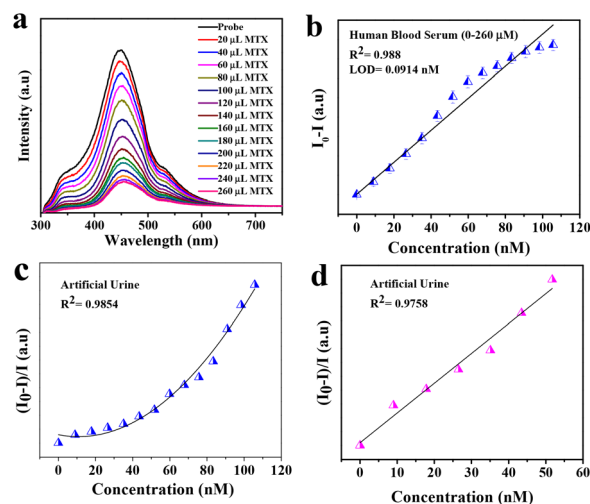 a
Probe
20 μL MTX
40 μL MTX
60 μL MTX
80 μL MTX
100 μL MTX
120 μL MTX
140 μL MTX
160 μL MTX
180 μL MTX
200 μL MTX
220 μL MTX
240 μL MTX
260 μL MTX
Intensity (a.u)
300 400 500 600 700
Wavelength (nm)
b
Human Blood Serum (0-260 μM)
R2= 0.988
LOD= 0.0914 nM
I0-I (a.u)
0 20 40 60 80 100 120
Concentration (nM)
c
Artificial Urine
R2= 0.9854
(I0-I)/I (a.u)
0 20 40 60 80 100 120
Concentration (nM)
d
Artificial Urine
R2= 0.9758
(I0-I)/I (a.u)
0 10 20 30 40 50 60
Concentration (nM)